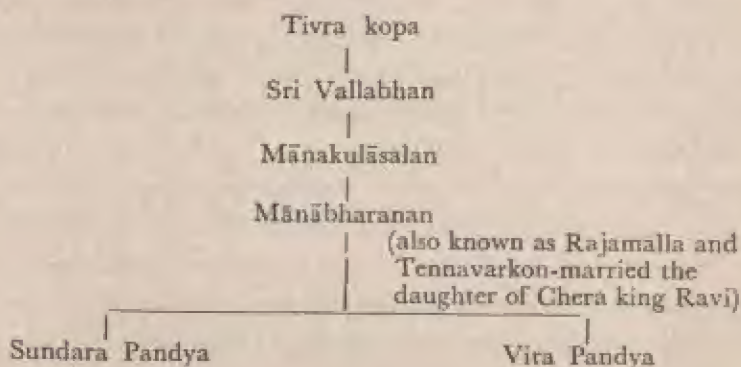 Tivra kopa
Sri Vallabhan
Mānakulāsalan
Mānābharanan
(also known as Rajamalla and
Tennavarkon-married the
daughter of Chera king Ravi)
Sundara Pandya Vira Pandya